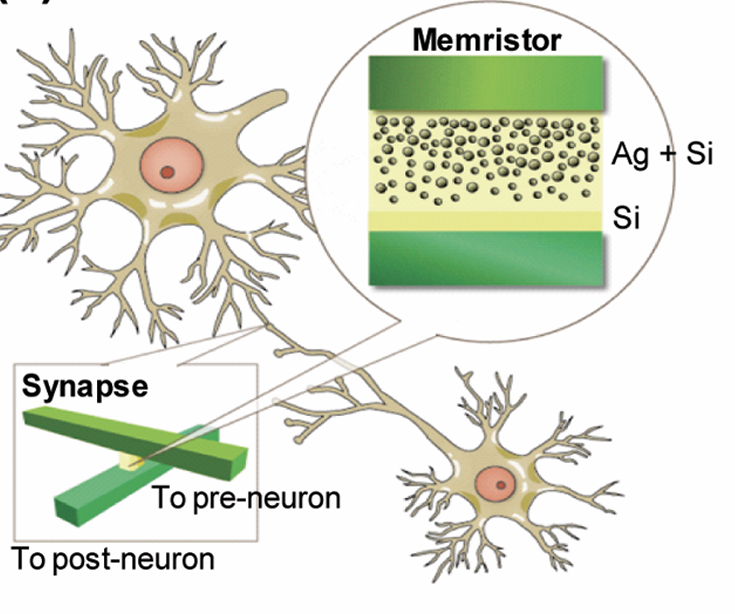 Memristor
Ag + Si
Si
Synapse
To pre-neuron
To post-neuron